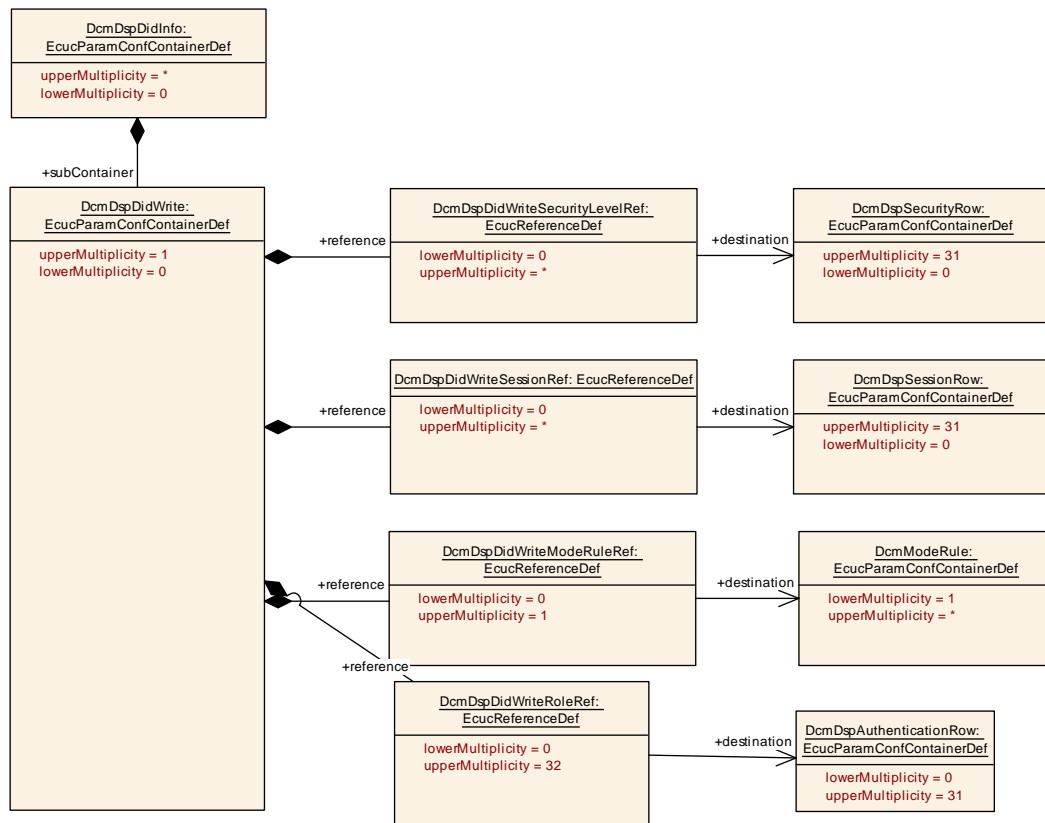 DcmDspDidInfo:
EcucParamConfContainerDef
upperMultiplicity = *
lowerMultiplicity = 0
+subContainer
DcmDspDidWrite:
EcucParamConfContainerDef
upperMultiplicity = 1
lowerMultiplicity = 0
+reference
DcmDspDidWriteSecurityLevelRef:
EcucReferenceDef
lowerMultiplicity = 0
upperMultiplicity = *
+destination
DcmDspSecurityRow:
EcucParamConfContainerDef
upperMultiplicity = 31
lowerMultiplicity = 0
+reference
DcmDspDidWriteSessionRef: EcucReferenceDef
lowerMultiplicity = 0
upperMultiplicity = *
+destination
DcmDspSessionRow:
EcucParamConfContainerDef
upperMultiplicity = 31
lowerMultiplicity = 0
+reference
DcmDspDidWriteModeRuleRef:
EcucReferenceDef
lowerMultiplicity = 0
upperMultiplicity = 1
+destination
DcmModeRule:
EcucParamConfContainerDef
lowerMultiplicity = 1
upperMultiplicity = *
+reference
DcmDspDidWriteRoleRef:
EcucReferenceDef
lowerMultiplicity = 0
upperMultiplicity = 32
+destination
DcmDspAuthenticationRow:
EcucParamConfContainerDef
lowerMultiplicity = 0
upperMultiplicity = 31